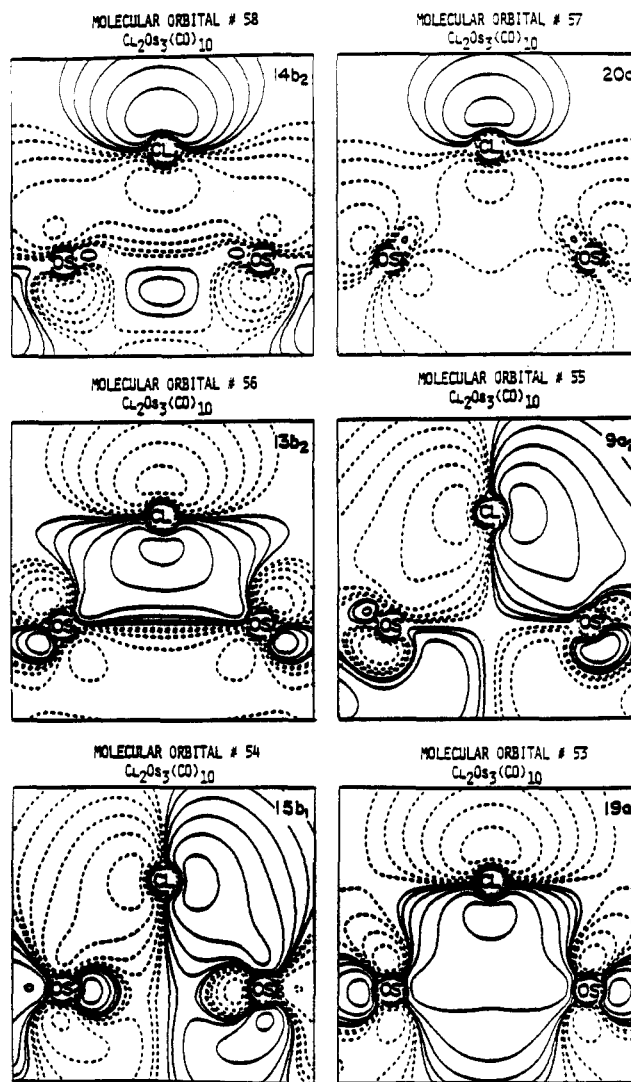 MOLECULAR ORBITAL # 58
CL₂OS₃(CO)₁₀
14b₂
CL
OS OS
MOLECULAR ORBITAL # 57
CL₂OS₃(CO)₁₀
20a
CL
OS OS
MOLECULAR ORBITAL # 56
CL₂OS₃(CO)₁₀
13b₂
CL
OS OS
MOLECULAR ORBITAL # 55
CL₂OS₃(CO)₁₀
9a₂
CL
OS OS
MOLECULAR ORBITAL # 54
CL₂OS₃(CO)₁₀
15b₁
CL
OS OS
MOLECULAR ORBITAL # 53
CL₂OS₃(CO)₁₀
19a
CL
OS OS